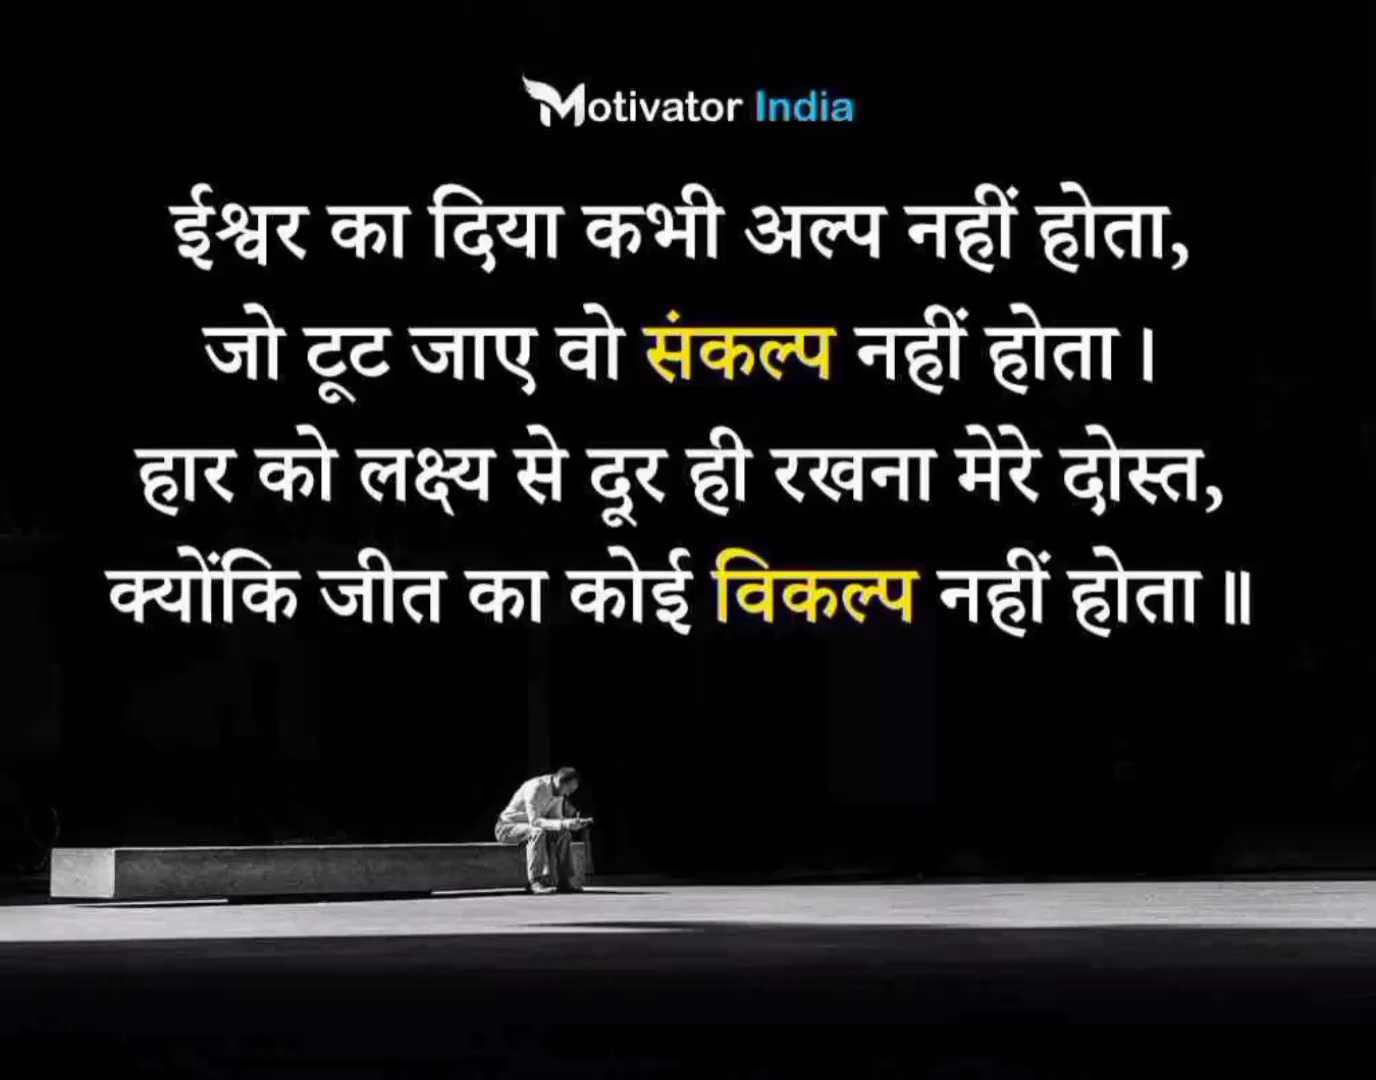 Motivator India
ईश्वर का दिया कभी अल्प नहीं होता,
जो टूट जाए वो संकल्प नहीं होता।
हार को लक्ष्य से दूर ही रखना मेरे दोस्त,
क्योंकि जीत का कोई विकल्प नहीं होता॥